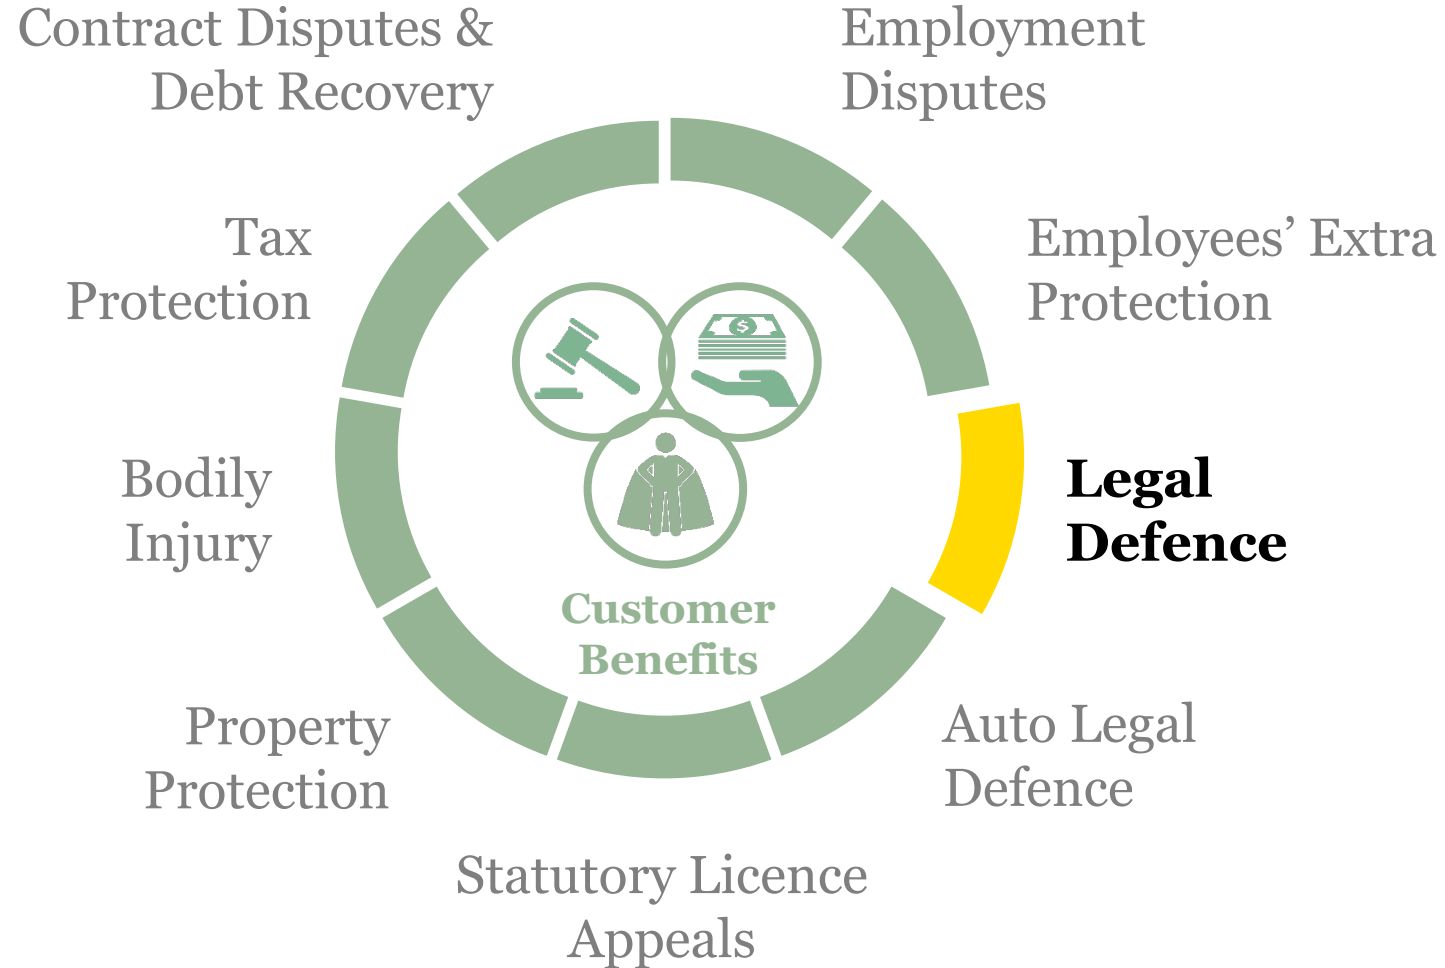 Contract Disputes &
Debt Recovery
Employment
Disputes
Tax
Protection
Employees’ Extra
Protection
$
Bodily
Injury
Legal
Defence
Customer
Benefits
Property
Protection
Auto Legal
Defence
Statutory Licence
Appeals